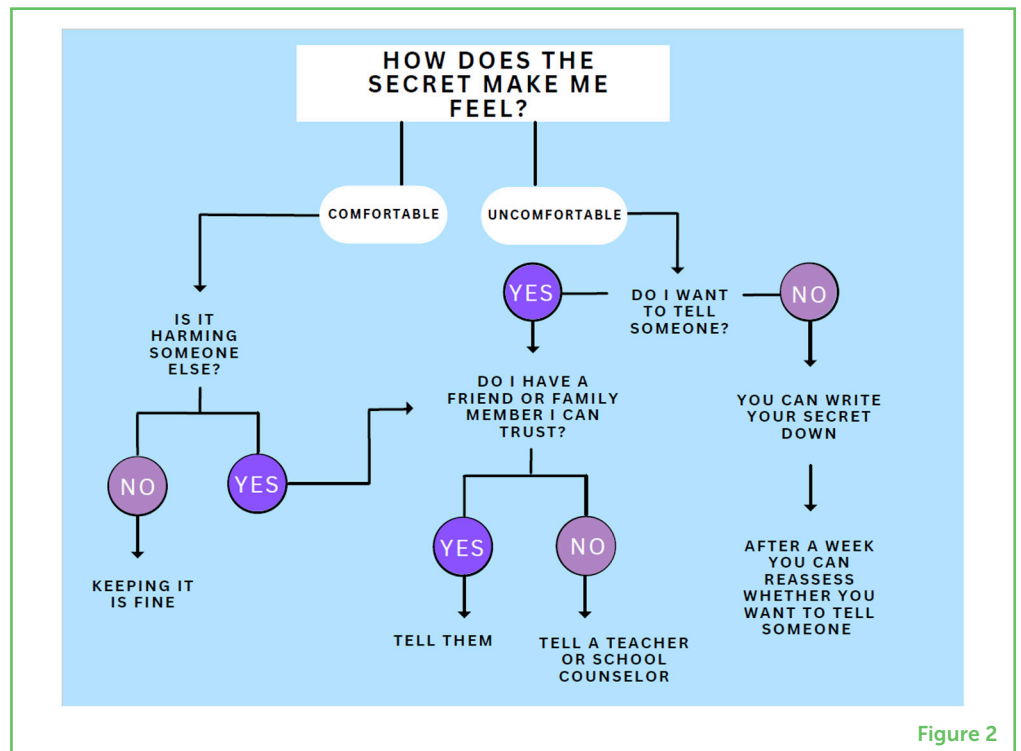 HOW DOES THE
SECRET MAKE ME
FEEL?
COMFORTABLE
UNCOMFORTABLE
YES
DO I WANT
TO TELL
SOMEONE?
NO
IS IT
HARMING
SOMEONE
ELSE?
DO I HAVE A
FRIEND OR FAMILY
MEMBER I CAN
TRUST?
YOU CAN WRITE
YOUR SECRET
DOWN
NO
YES
YES
NO
KEEPING IT
IS FINE
TELL THEM
TELL A TEACHER
OR SCHOOL
COUNSELOR
AFTER A WEEK
YOU CAN
REASSESS
WHETHER YOU
WANT TO TELL
SOMEONE
Figure 2